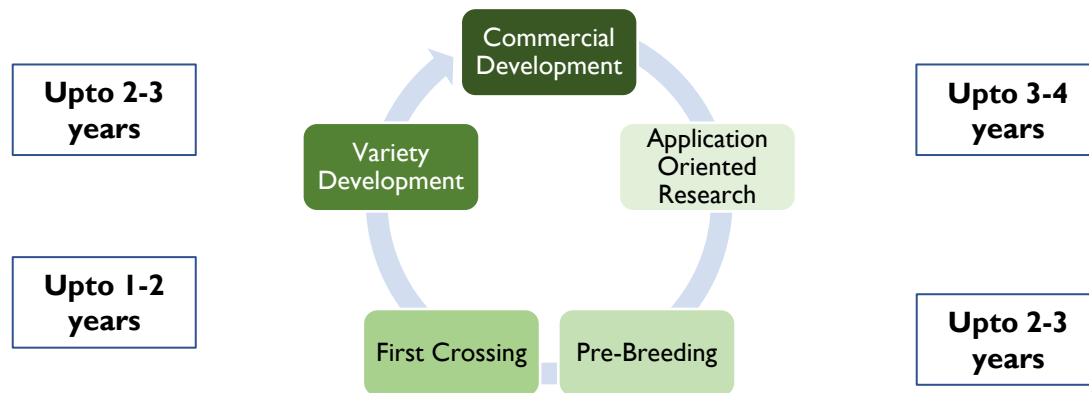 Commercial
Development
Upto 2-3
years
Upto 3-4
years
Variety
Development
Application
Oriented
Research
Upto 1-2
years
First Crossing
Pre-Breeding
Upto 2-3
years